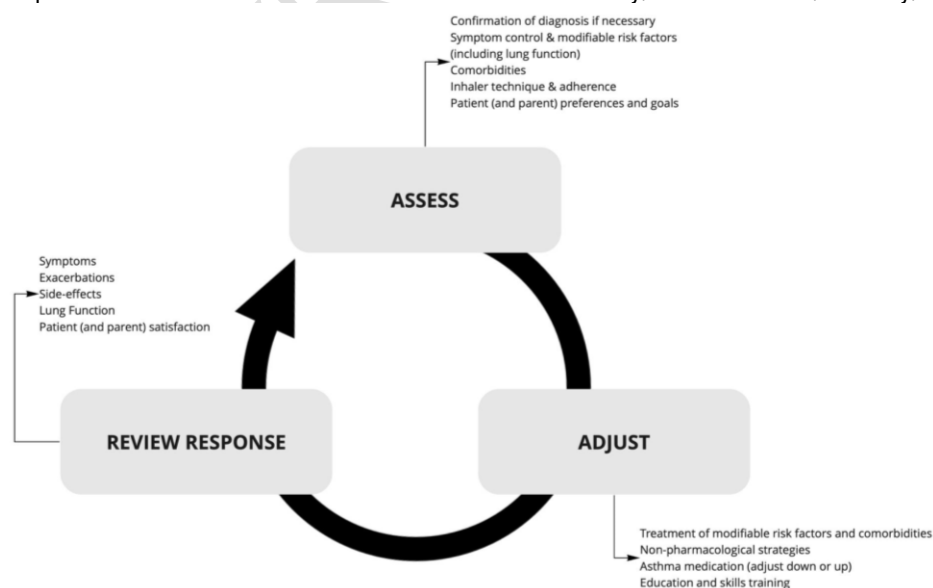 Confirmation of diagnosis if necessary
Symptom control & modifiable risk factors
(including lung function)
Comorbidities
Inhaler technique & adherence
Patient (and parent) preferences and goals
ASSESS
Symptoms
Exacerbations
Side-effects
Lung Function
Patient (and parent) satisfaction
REVIEW RESPONSE
ADJUST
Treatment of modifiable risk factors and comorbidities
Non-pharmacological strategies
Asthma medication (adjust down or up)
Education and skills training